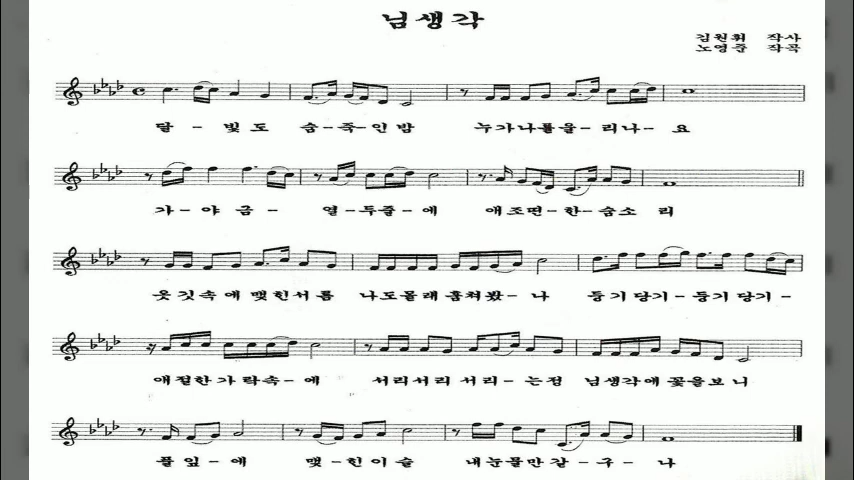 님생각
김원휘 작사
노영준 작곡
달 - 빛도 숨-죽-인밤 누가나를울-리나- 요
가-야금- 열-두줄-에 애조띤-한-숨소리
옷깃속에 맺힌서름 나도몰래 훔쳐봤-나 둥기당기-둥기당기-
애절한가락속-에 서리서리서리-는정 님생각에꽃을보니
풀잎-에 맺-힌이슬 내눈물만같-구-나